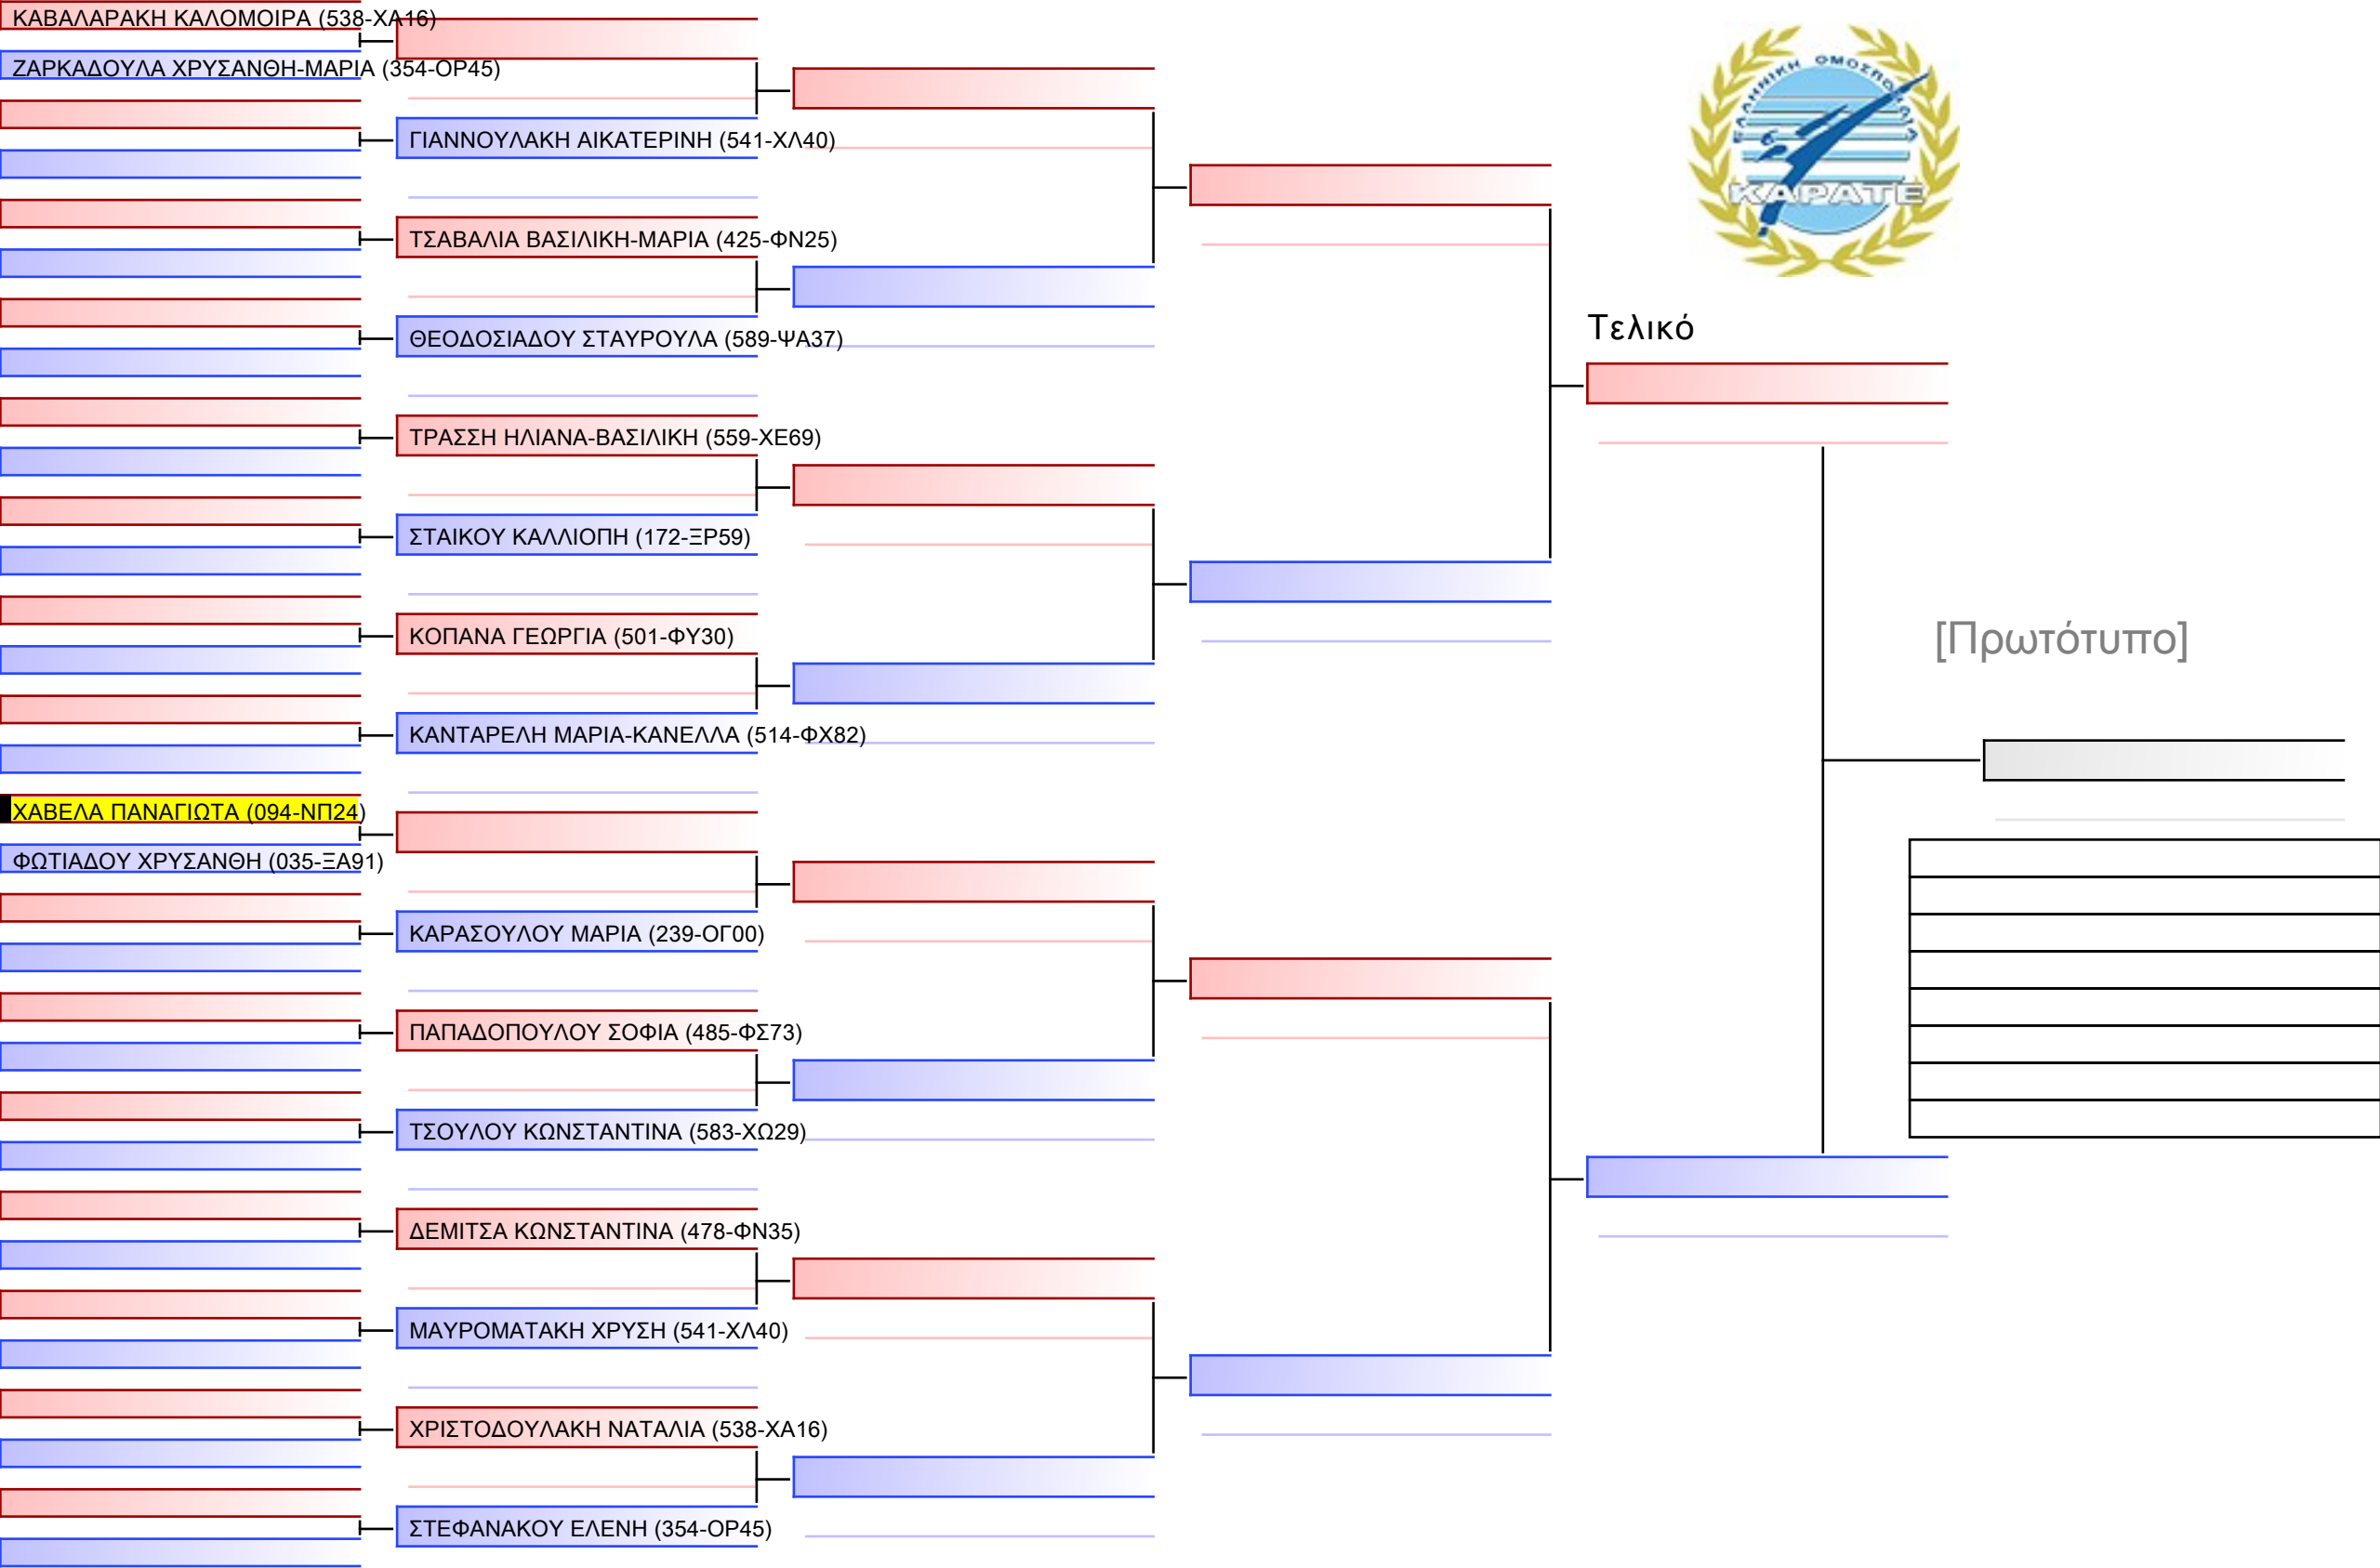 ΚΑΒΑΛΑΡΑΚΗ ΚΑΛΟΜΟΙΡΑ (538-ΧΑ16)
ΖΑΡΚΑΔΟΥΛΑ ΧΡΥΣΑΝΘΗ-ΜΑΡΙΑ (354-ΟΡ45)
ΓΙΑΝΝΟΥΛΑΚΗ ΑΙΚΑΤΕΡΙΝΗ (541-ΧΛ40)
ΤΣΑΒΑΛΙΑ ΒΑΣΙΛΙΚΗ-ΜΑΡΙΑ (425-ΦΝ25)
ΘΕΟΔΟΣΙΑΔΟΥ ΣΤΑΥΡΟΥΛΑ (589-ΨΑ37)
ΤΡΑΣΣΗ ΗΛΙΑΝΑ-ΒΑΣΙΛΙΚΗ (559-ΧΕ69)
ΣΤΑΙΚΟΥ ΚΑΛΛΙΟΠΗ (172-ΞΡ59)
ΚΟΠΑΝΑ ΓΕΩΡΓΙΑ (501-ΦΥ30)
ΚΑΝΤΑΡΕΛΗ ΜΑΡΙΑ-ΚΑΝΕΛΛΑ (514-ΦΧ82)
ΧΑΒΕΛΑ ΠΑΝΑΓΙΩΤΑ (094-ΝΠ24)
ΦΩΤΙΑΔΟΥ ΧΡΥΣΑΝΘΗ (035-ΞΑ91)
ΚΑΡΑΣΟΥΛΟΥ ΜΑΡΙΑ (239-ΟΓ00)
ΠΑΠΑΔΟΠΟΥΛΟΥ ΣΟΦΙΑ (485-ΦΣ73)
ΤΣΟΥΛΟΥ ΚΩΝΣΤΑΝΤΙΝΑ (583-ΧΩ29)
ΔΕΜΙΤΣΑ ΚΩΝΣΤΑΝΤΙΝΑ (478-ΦΝ35)
ΜΑΥΡΟΜΑΤΑΚΗ ΧΡΥΣΗ (541-ΧΛ40)
ΧΡΙΣΤΟΔΟΥΛΑΚΗ ΝΑΤΑΛΙΑ (538-ΧΑ16)
ΣΤΕΦΑΝΑΚΟΥ ΕΛΕΝΗ (354-ΟΡ45)
ΕΛΛΗΝΙΚΗ ΟΜΟΣΠΟΝΔΙΑ
ΚΑΡΑΤΕ
Τελικό
[Πρωτότυπο]